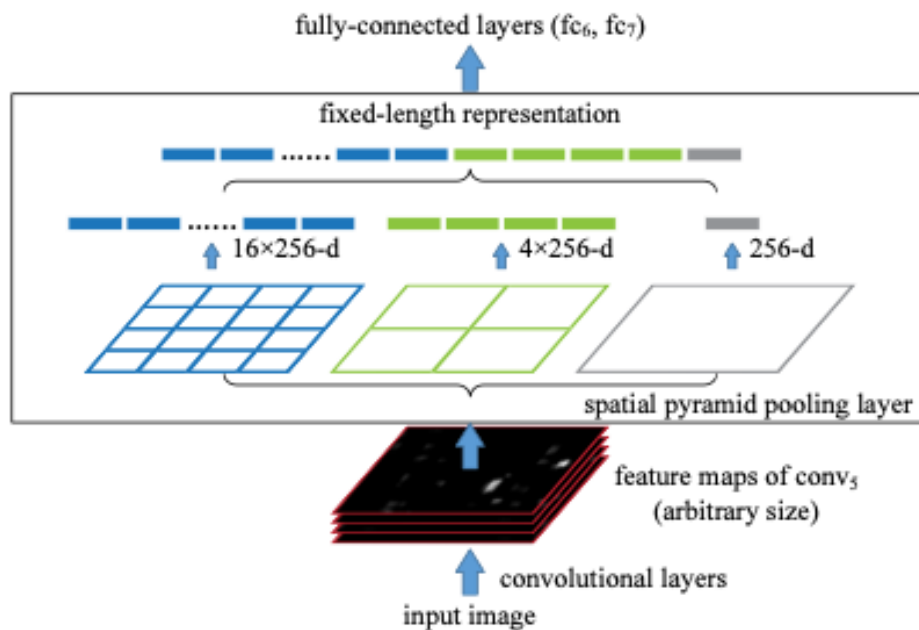 fully-connected layers (fc₆, fc₇)
fixed-length representation
......
......
16×256-d
4×256-d
256-d
spatial pyramid pooling layer
feature maps of conv₅
(arbitrary size)
convolutional layers
input image